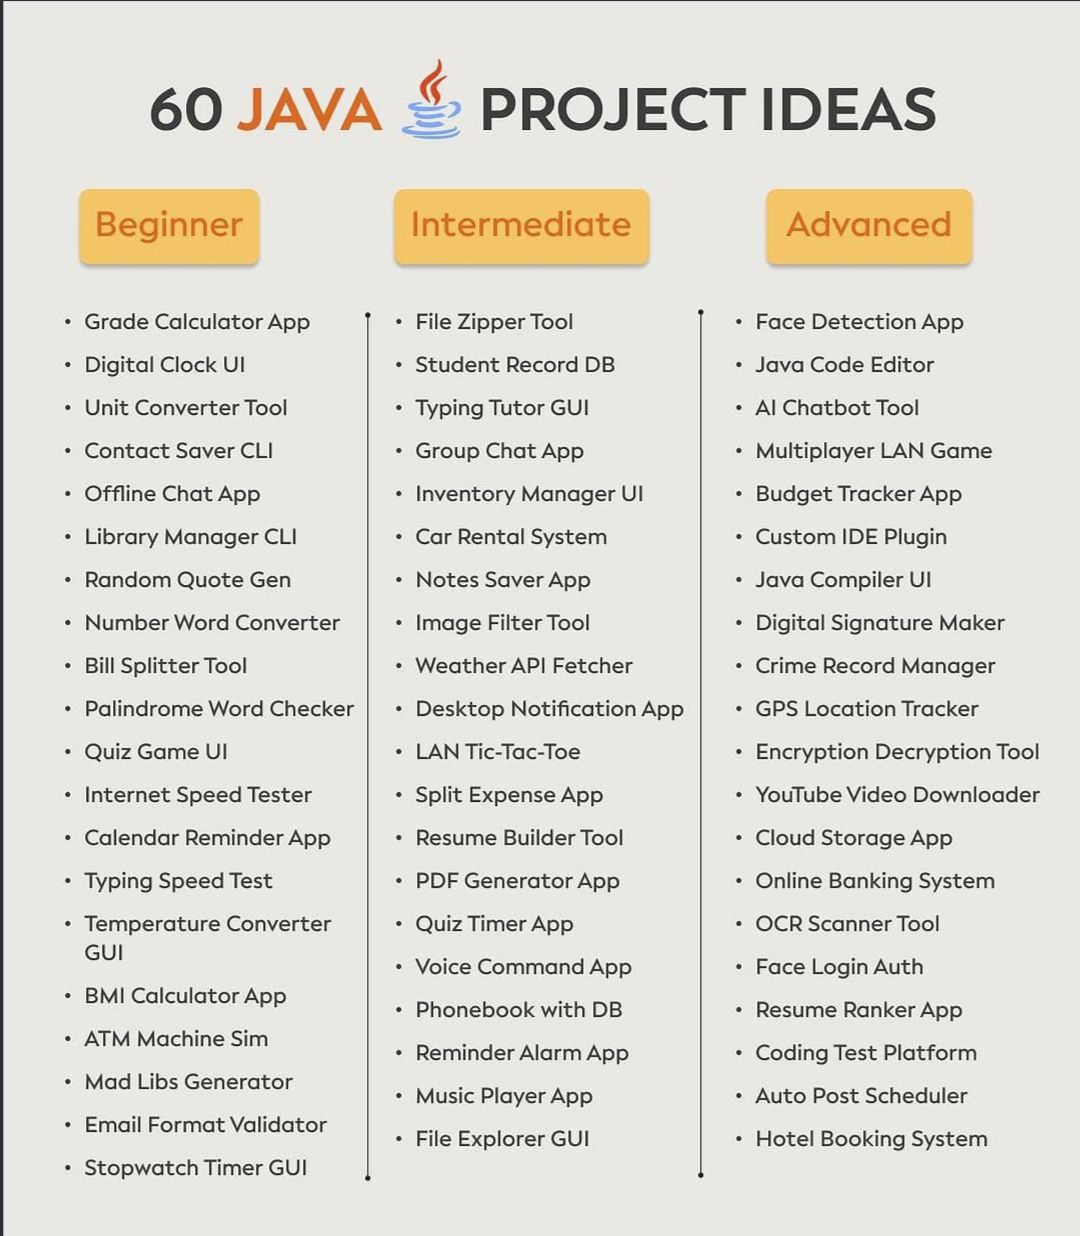 60 JAVA PROJECT IDEAS
Beginner
Grade Calculator App
Digital Clock UI
Unit Converter Tool
Contact Saver CLI
Offline Chat App
Library Manager CLI
Random Quote Gen
Number Word Converter
Bill Splitter Tool
Palindrome Word Checker
Quiz Game UI
Internet Speed Tester
Calendar Reminder App
Typing Speed Test
Temperature Converter
GUI
BMI Calculator App
ATM Machine Sim
Mad Libs Generator
Email Format Validator
Stopwatch Timer GUI
Intermediate
File Zipper Tool
Student Record DB
Typing Tutor GUI
Group Chat App
Inventory Manager UI
Car Rental System
Notes Saver App
Image Filter Tool
Weather API Fetcher
Desktop Notification App
LAN Tic-Tac-Toe
Split Expense App
Resume Builder Tool
PDF Generator App
Quiz Timer App
Voice Command App
Phonebook with DB
Reminder Alarm App
Music Player App
File Explorer GUI
Advanced
Face Detection App
Java Code Editor
AI Chatbot Tool
Multiplayer LAN Game
Budget Tracker App
Custom IDE Plugin
Java Compiler UI
Digital Signature Maker
Crime Record Manager
GPS Location Tracker
Encryption Decryption Tool
YouTube Video Downloader
Cloud Storage App
Online Banking System
OCR Scanner Tool
Face Login Auth
Resume Ranker App
Coding Test Platform
Auto Post Scheduler
Hotel Booking System